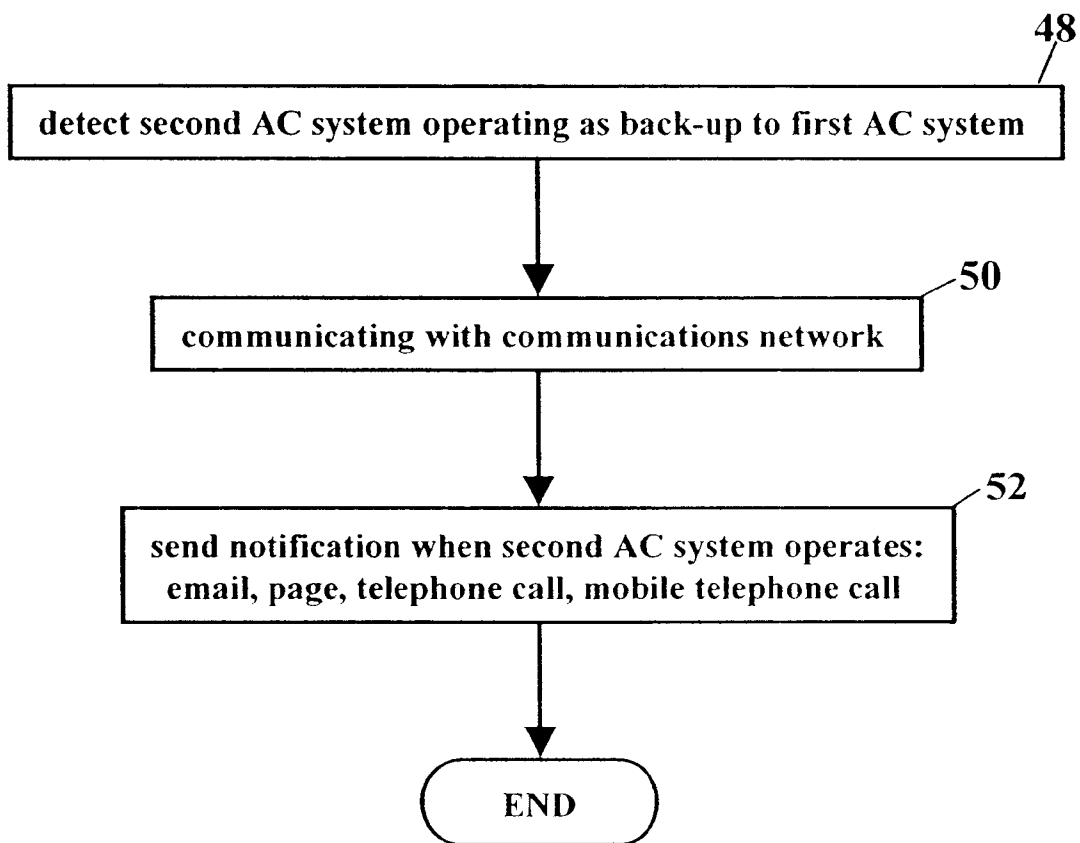 48
detect second AC system operating as back-up to first AC system
50
communicating with communications network
52
send notification when second AC system operates:
email, page, telephone call, mobile telephone call
END